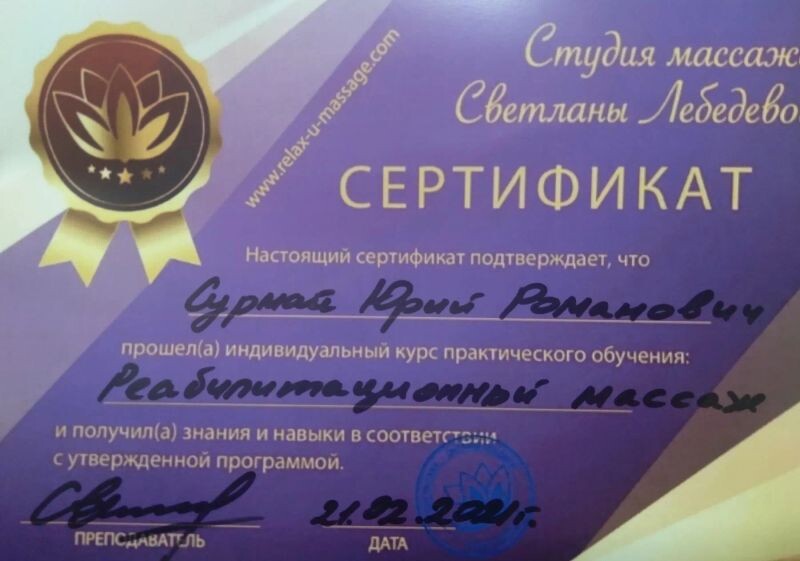 www.relax-u-massage.com
Студия массаж
Светланы Лебедево
СЕРТИФИКАТ
Настоящий сертификат подтверждает, что
Сурмай Юрий Романович
прошел(а) индивидуальный курс практического обучения:
Реабилитационный массаж
и получил(а) знания и навыки в соответствии
с утвержденной программой.
21.02.2021г.
ПРЕПОДАВАТЕЛЬ
ДАТА